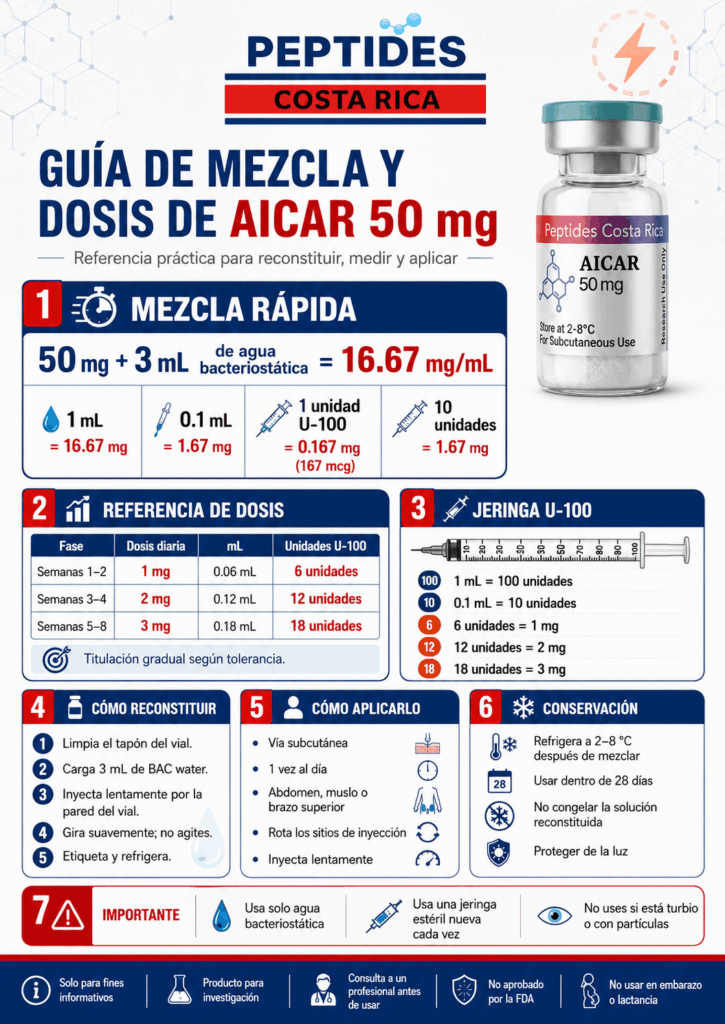 PEPTIDES
COSTA RICA
GUÍA DE MEZCLA Y
DOSIS DE AICAR 50 mg
Referencia práctica para reconstituir, medir y aplicar
Peptides Costa Rica
AICAR
50 mg
Store at 2-8°C
For Subcutaneous Use
Research Use Only
1 MEZCLA RÁPIDA
50 mg + 3 mL de agua bacteriostática = 16.67 mg/mL
1 mL
= 16.67 mg
0.1 mL
= 1.67 mg
1 unidad
U-100
= 0.167 mg
(167 mcg)
10
unidades
= 1.67 mg
2 REFERENCIA DE DOSIS
Fase Dosis diaria mL Unidades U-100
Semanas 1–2 1 mg 0.06 mL 6 unidades
Semanas 3–4 2 mg 0.12 mL 12 unidades
Semanas 5–8 3 mg 0.18 mL 18 unidades
Titulación gradual según tolerancia.
3 JERINGA U-100
100 1 mL = 100 unidades
10 0.1 mL = 10 unidades
6 6 unidades = 1 mg
12 12 unidades = 2 mg
18 18 unidades = 3 mg
4 CÓMO RECONSTITUIR
1 Limpia el tapón del vial.
2 Carga 3 mL de BAC water.
3 Inyecta lentamente por la
pared del vial.
4 Gira suavemente; no agites.
5 Etiqueta y refrigera.
5 CÓMO APLICARLO
• Vía subcutánea
• 1 vez al día
• Abdomen, muslo o
brazo superior
• Rota los sitios de inyección
• Inyecta lentamente
6 CONSERVACIÓN
Refrigera a 2–8 °C
después de mezclar
28
Usar dentro de 28 días
No congelar la solución
reconstituida
Proteger de la luz
7 IMPORTANTE
Usa solo agua
bacteriostática
Usa una jeringa
estéril nueva
cada vez
No uses si está turbio
o con partículas
Solo para fines
informativos
Producto para
investigación
Consulta a un
profesional antes
de usar
No aprobado
por la FDA
No usar en embarazo
o lactancia